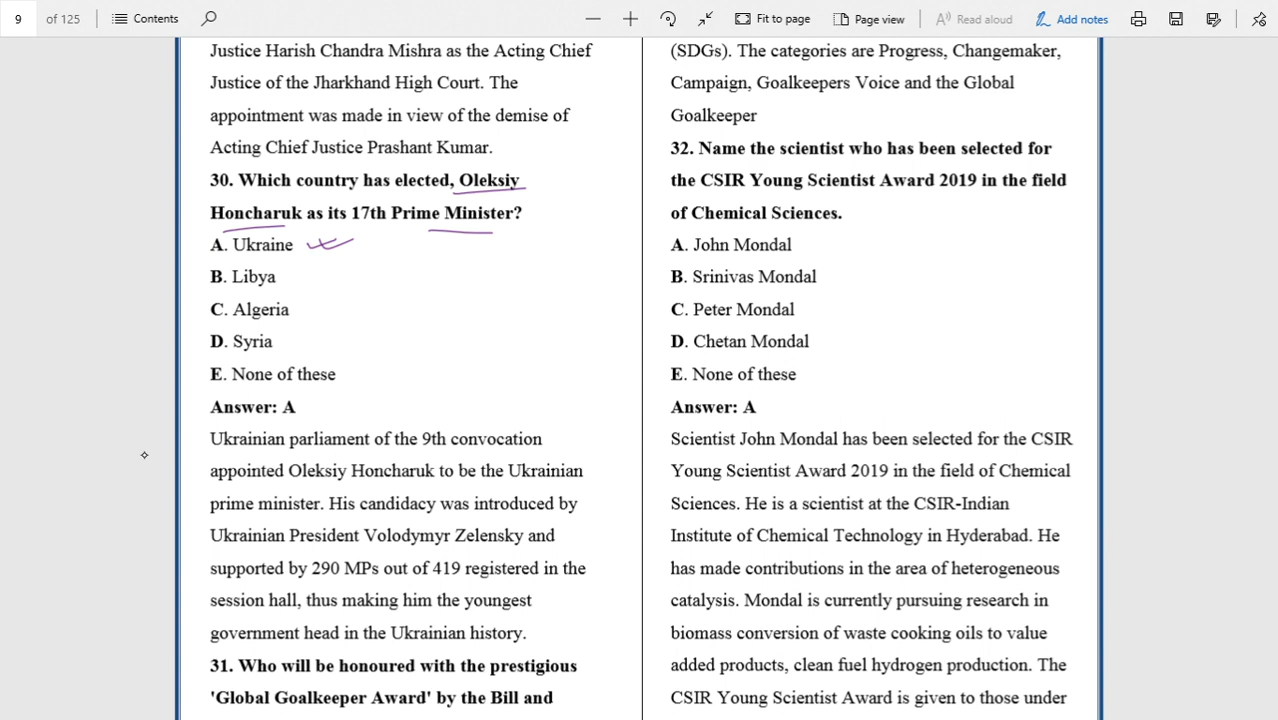 9
of 125
Contents
Fit to page
Page view
Read aloud
Add notes
Justice Harish Chandra Mishra as the Acting Chief
Justice of the Jharkhand High Court. The
appointment was made in view of the demise of
Acting Chief Justice Prashant Kumar.
30. Which country has elected, Oleksiy
Honcharuk as its 17th Prime Minister?
A. Ukraine
B. Libya
C. Algeria
D. Syria
E. None of these
Answer: A
Ukrainian parliament of the 9th convocation
appointed Oleksiy Honcharuk to be the Ukrainian
prime minister. His candidacy was introduced by
Ukrainian President Volodymyr Zelensky and
supported by 290 MPs out of 419 registered in the
session hall, thus making him the youngest
government head in the Ukrainian history.
31. Who will be honoured with the prestigious
'Global Goalkeeper Award' by the Bill and
(SDGs). The categories are Progress, Changemaker,
Campaign, Goalkeepers Voice and the Global
Goalkeeper
32. Name the scientist who has been selected for
the CSIR Young Scientist Award 2019 in the field
of Chemical Sciences.
A. John Mondal
B. Srinivas Mondal
C. Peter Mondal
D. Chetan Mondal
E. None of these
Answer: A
Scientist John Mondal has been selected for the CSIR
Young Scientist Award 2019 in the field of Chemical
Sciences. He is a scientist at the CSIR-Indian
Institute of Chemical Technology in Hyderabad. He
has made contributions in the area of heterogeneous
catalysis. Mondal is currently pursuing research in
biomass conversion of waste cooking oils to value
added products, clean fuel hydrogen production. The
CSIR Young Scientist Award is given to those under